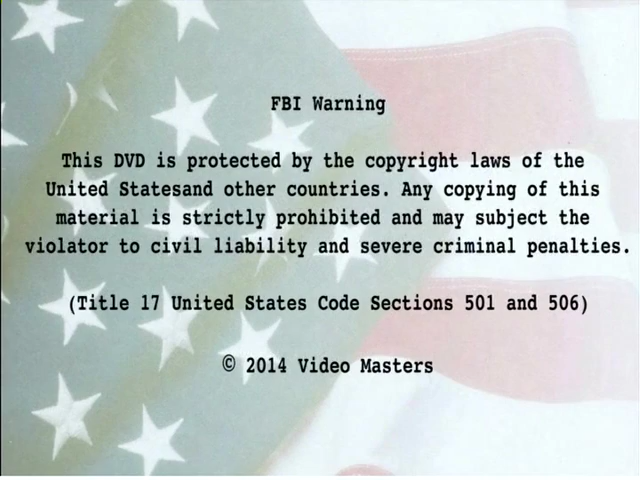 FBI Warning
This DVD is protected by the copyright laws of the
United Statesand other countries. Any copying of this
material is strictly prohibited and may subject the
violator to civil liability and severe criminal penalties.
(Title 17 United States Code Sections 501 and 506)
© 2014 Video Masters